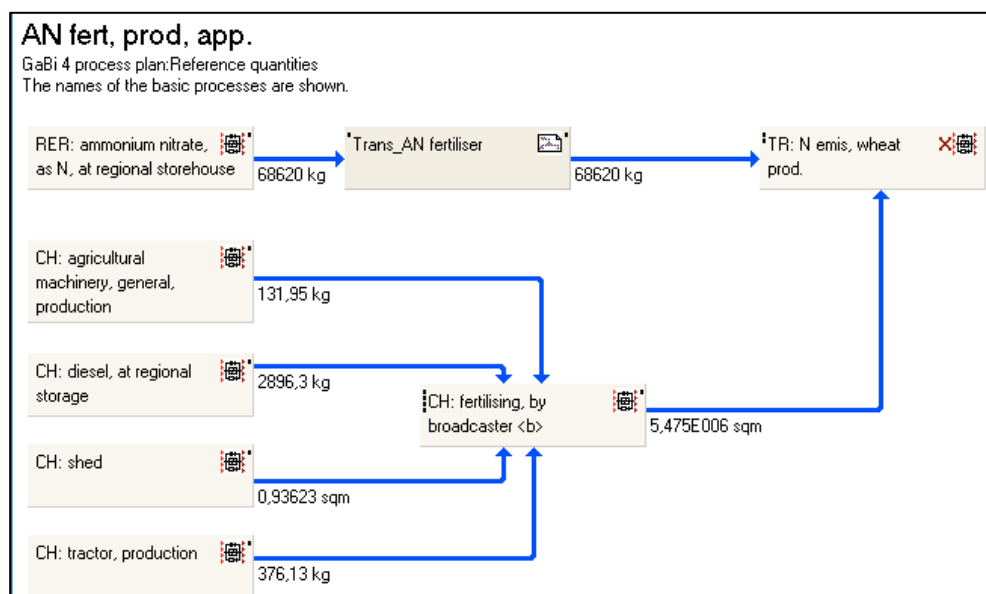 AN fert, prod, app.
GaBi 4 process plan:Reference quantities
The names of the basic processes are shown.
RER: ammonium nitrate,
as N, at regional storehouse
68620 kg
Trans_AN fertiliser
68620 kg
TR: N emis, wheat
prod.
CH: agricultural
machinery, general,
production
131,95 kg
CH: diesel, at regional
storage
2896,3 kg
CH: fertilising, by
broadcaster <b>
5,475E006 sqm
CH: shed
0,93623 sqm
CH: tractor, production
376,13 kg